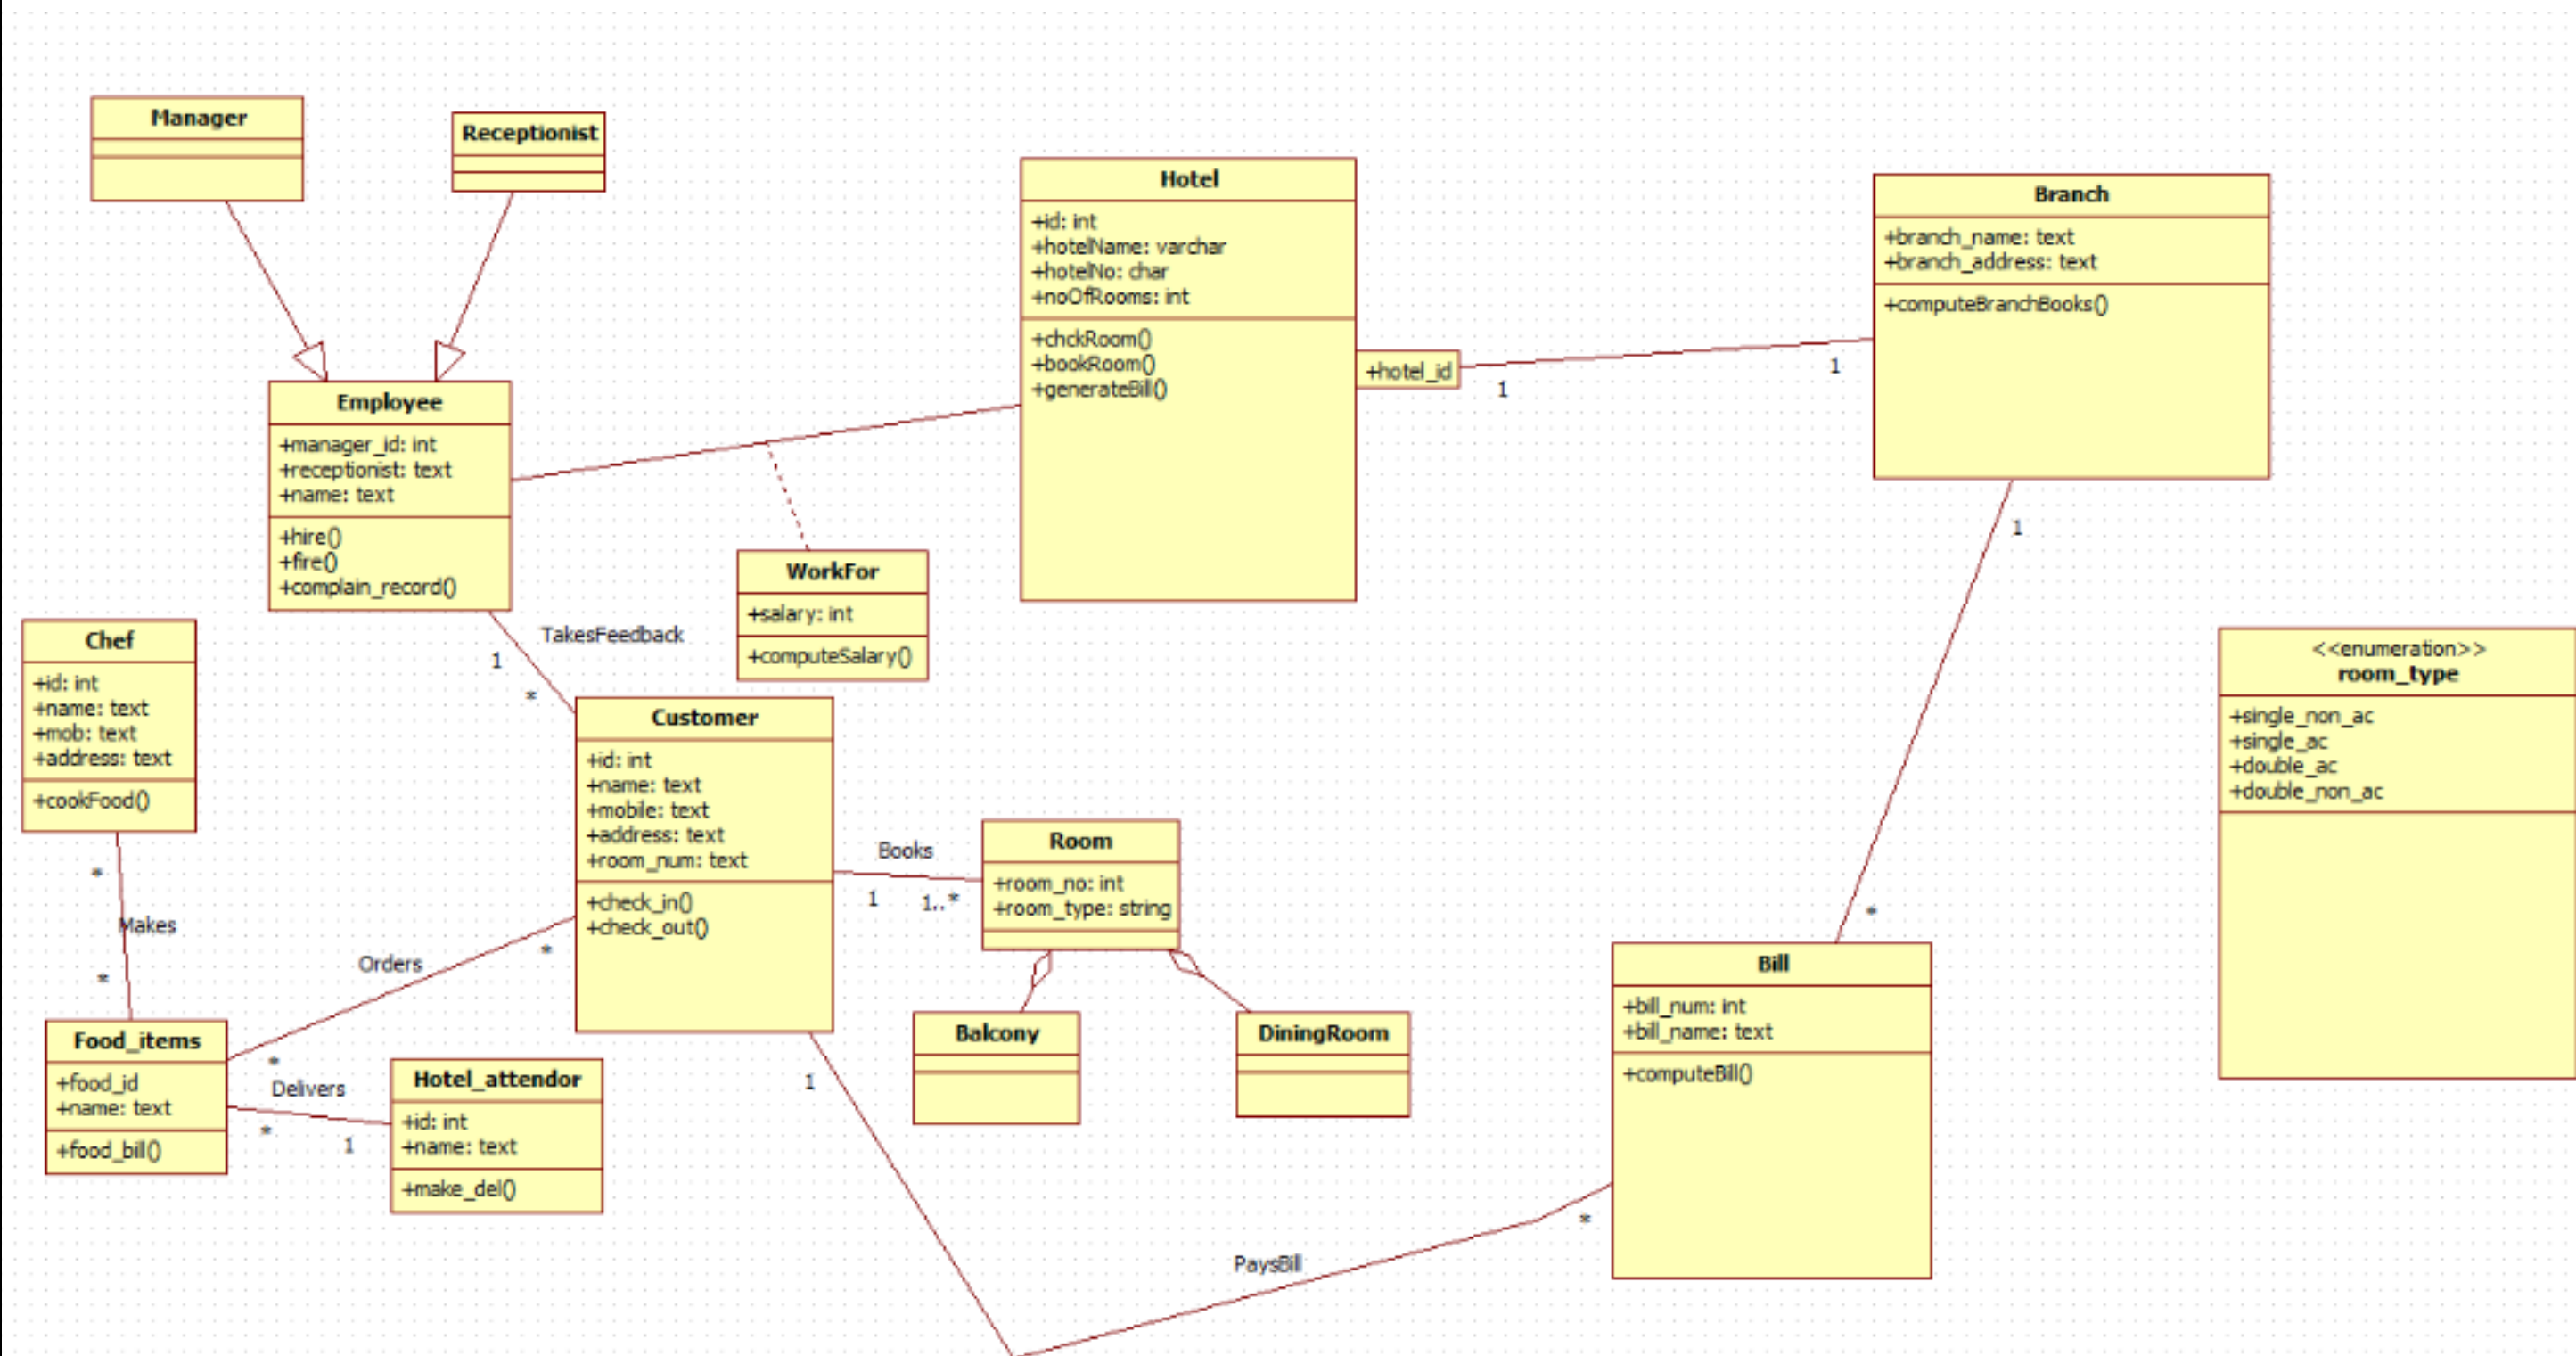 Manager
Receptionist
Hotel
+id: int
+hotelName: varchar
+hotelNo: char
+noOfRooms: int
+chckRoom()
+bookRoom()
+generateBill()
+hotel_id
1
1
Branch
+branch_name: text
+branch_address: text
+computeBranchBooks()
1
*
Employee
+manager_id: int
+receptionist: text
+name: text
+hire()
+fire()
+complain_record()
TakesFeedback
1
*
WorkFor
+salary: int
+computeSalary()
Chef
+id: int
+name: text
+mob: text
+address: text
+cookFood()
*
Makes
*
Customer
+id: int
+name: text
+mobile: text
+address: text
+room_num: text
+check_in()
+check_out()
Books
1
1..*
Room
+room_no: int
+room_type: string
Balcony
DiningRoom
<<enumeration>>
room_type
+single_non_ac
+single_ac
+double_ac
+double_non_ac
Orders
*
*
Food_items
+food_id
+name: text
+food_bill()
Delivers
*
1
Hotel_attendor
+id: int
+name: text
+make_del()
1
PaysBill
*
Bill
+bill_num: int
+bill_name: text
+computeBill()